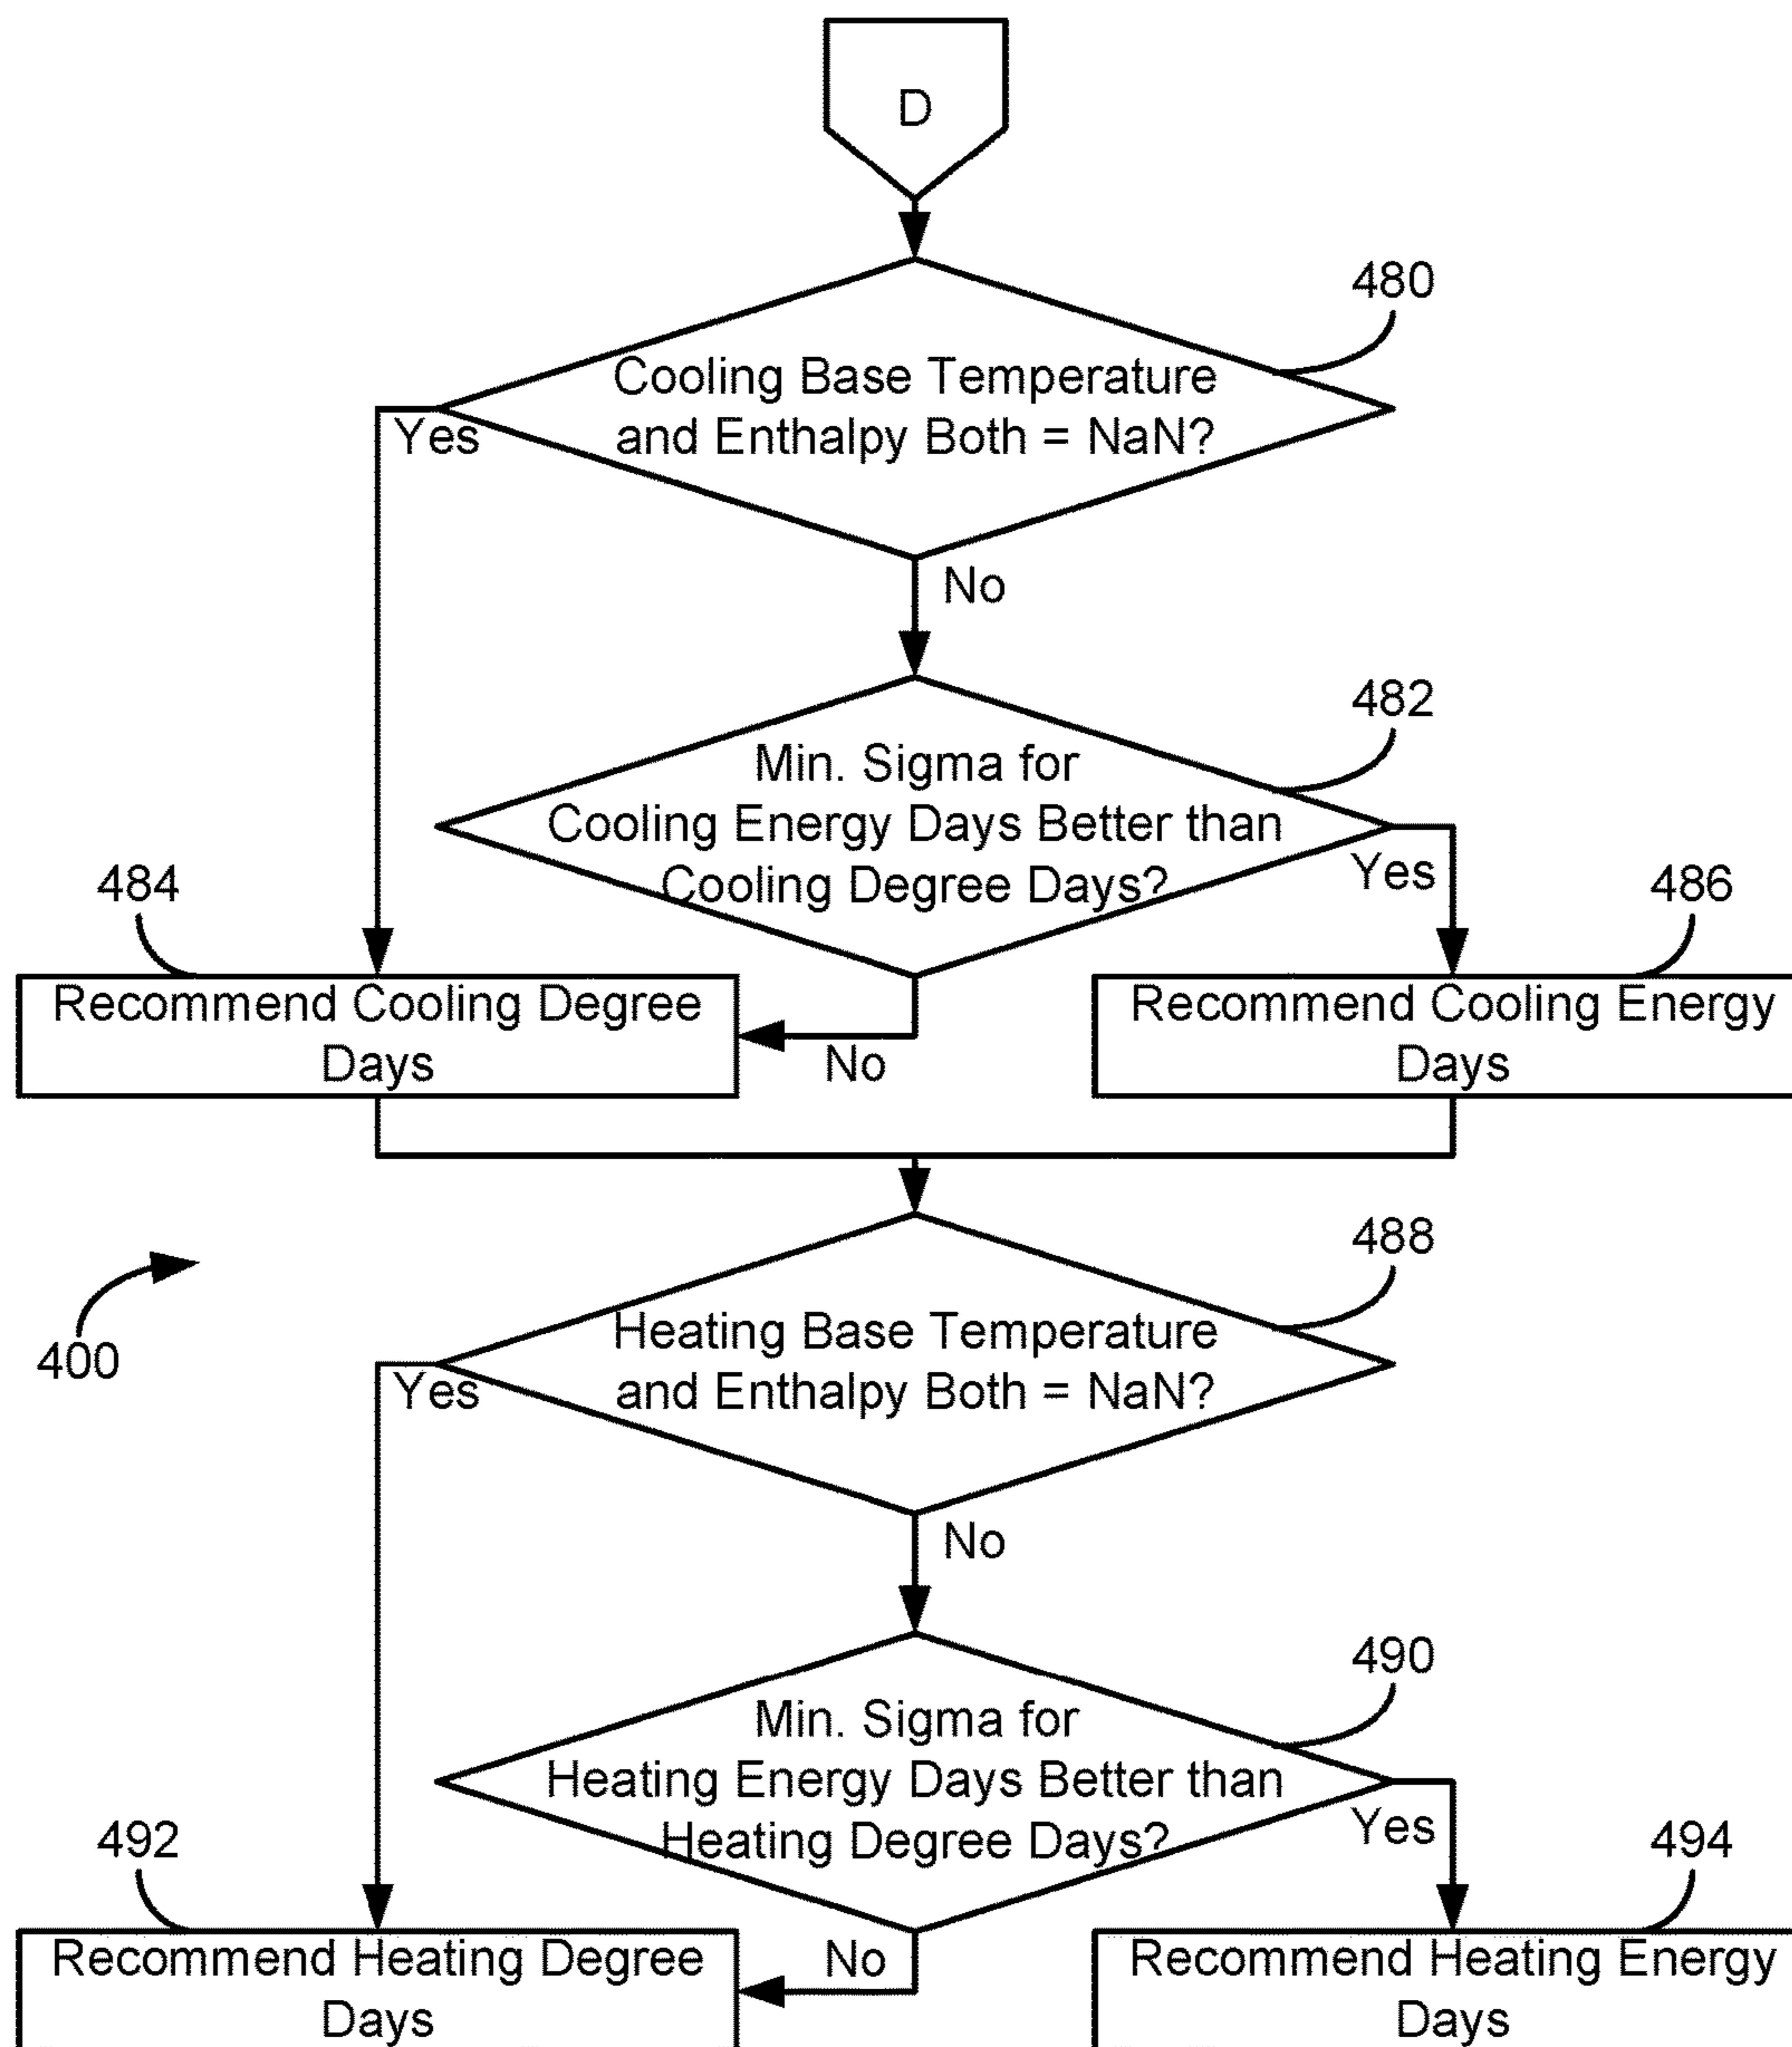 D
480
Cooling Base Temperature
and Enthalpy Both = NaN?
Yes
No
482
Min. Sigma for
Cooling Energy Days Better than
Cooling Degree Days?
Yes
484
486
Recommend Cooling Degree
Days
No
Recommend Cooling Energy
Days
488
400
Heating Base Temperature
and Enthalpy Both = NaN?
Yes
No
490
Min. Sigma for
Heating Energy Days Better than
Heating Degree Days?
Yes
492
494
Recommend Heating Degree
Days
No
Recommend Heating Energy
Days